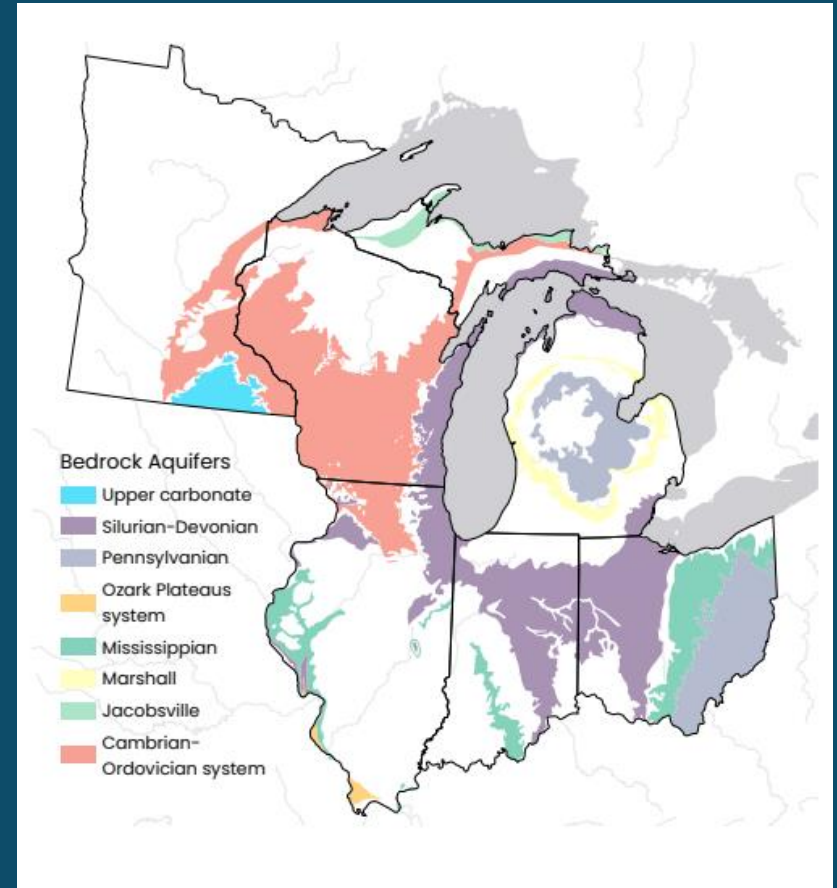 Bedrock Aquifers
Upper carbonate
Silurian-Devonian
Pennsylvanian
Ozark Plateaus
system
Mississippian
Marshall
Jacobsville
Cambrian-
Ordovician system